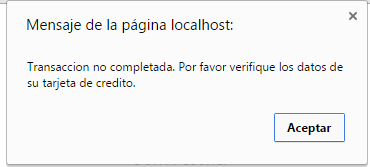 Mensaje de la página localhost:
Transaccion no completada. Por favor verifique los datos de
su tarjeta de credito.
Aceptar